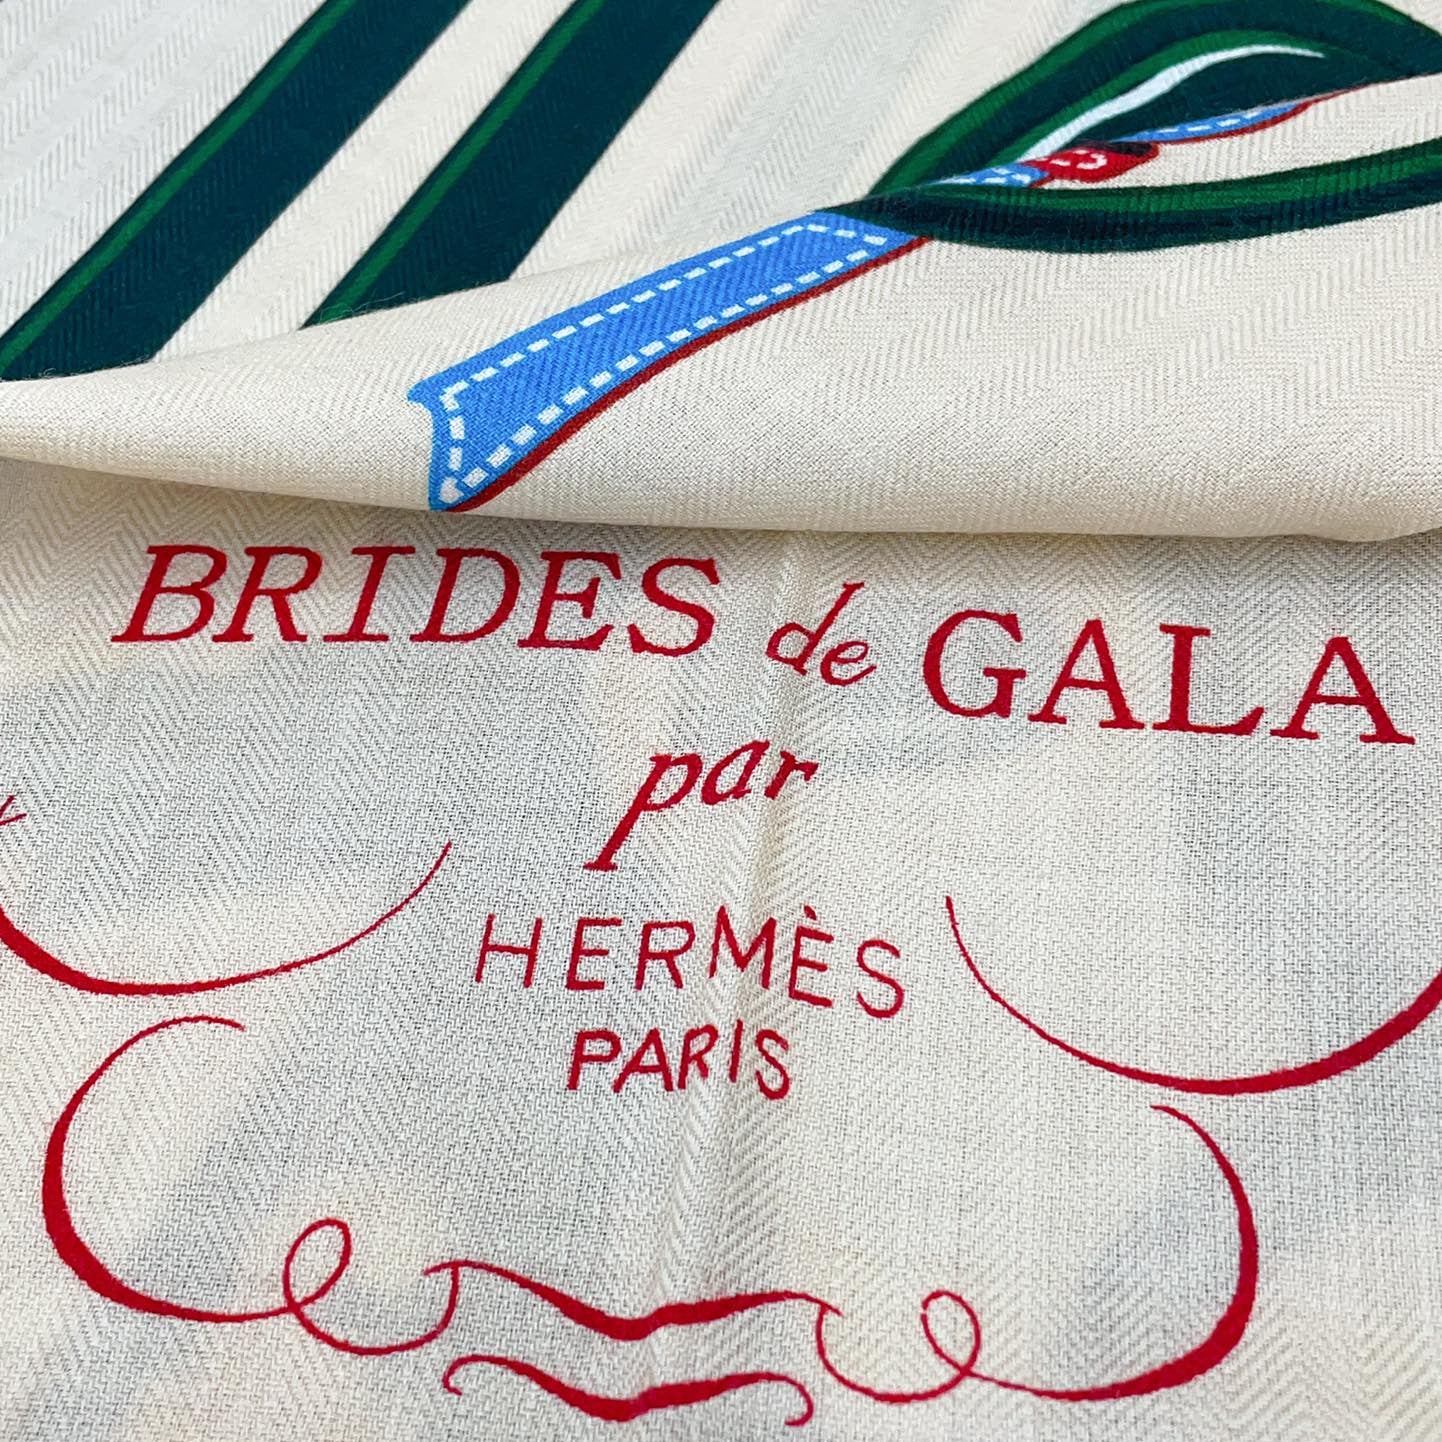 BRIDES de GALA
par
HERMÈS
PARIS